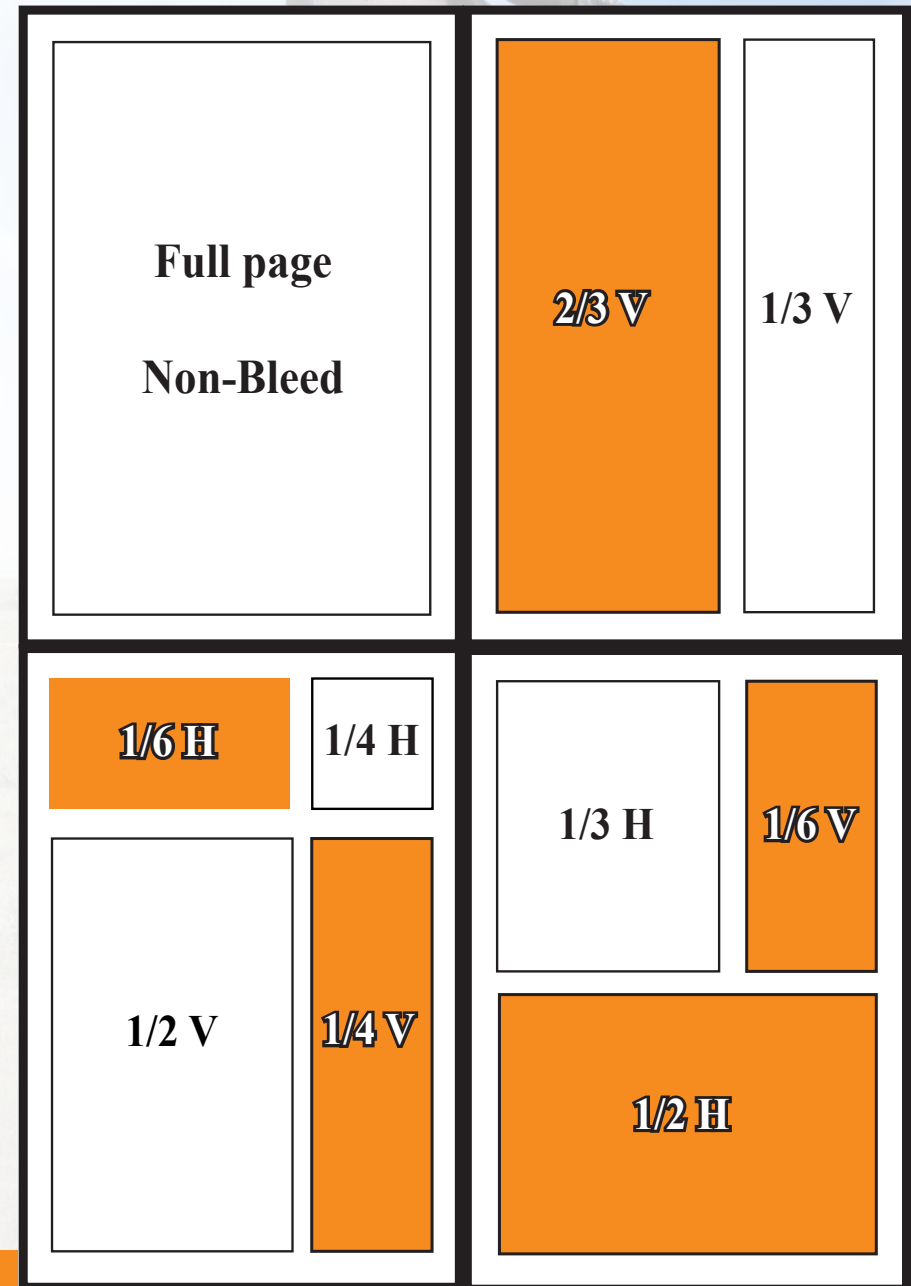 Full page
Non-Bleed
2/3 V
1/3 V
1/6 H
1/4 H
1/2 V
1/4 V
1/3 H
1/6 V
1/2 H